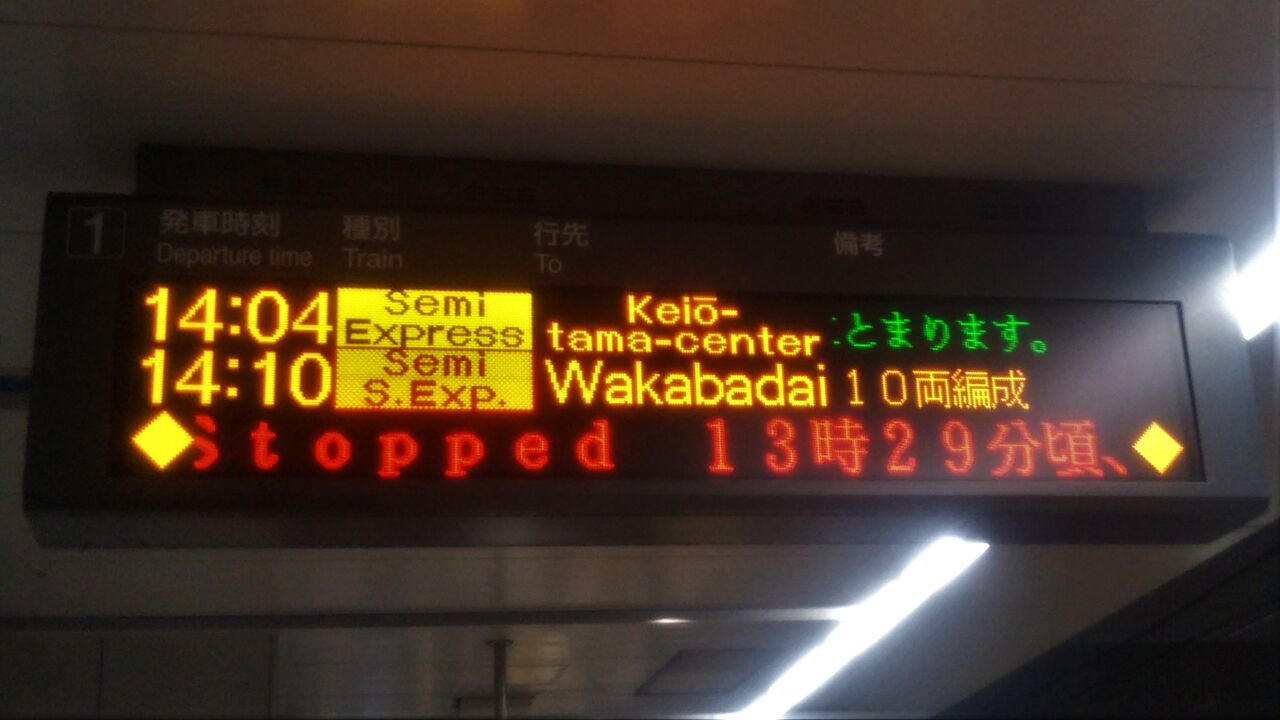 1 発車時刻 種別 行先 備考
Departure time Train To
14:04 Semi Express Keiō-tama-center とまります。
14:10 Semi S.Exp. Wakabadai 10両編成
Stopped 13時29分頃、